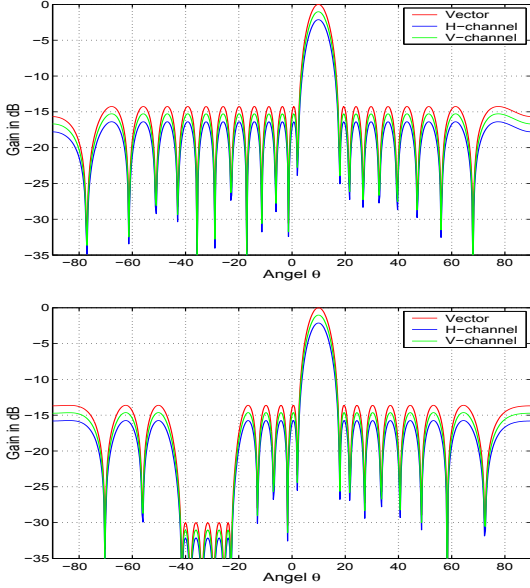 Gain in dB
0
−5
−10
−15
−20
−25
−30
−35
Vector
H−channel
V−channel
−80 −60 −40 −20 0 20 40 60 80
Angel θ
Gain in dB
0
−5
−10
−15
−20
−25
−30
−35
Vector
H−channel
V−channel
−80 −60 −40 −20 0 20 40 60 80
Angel θ